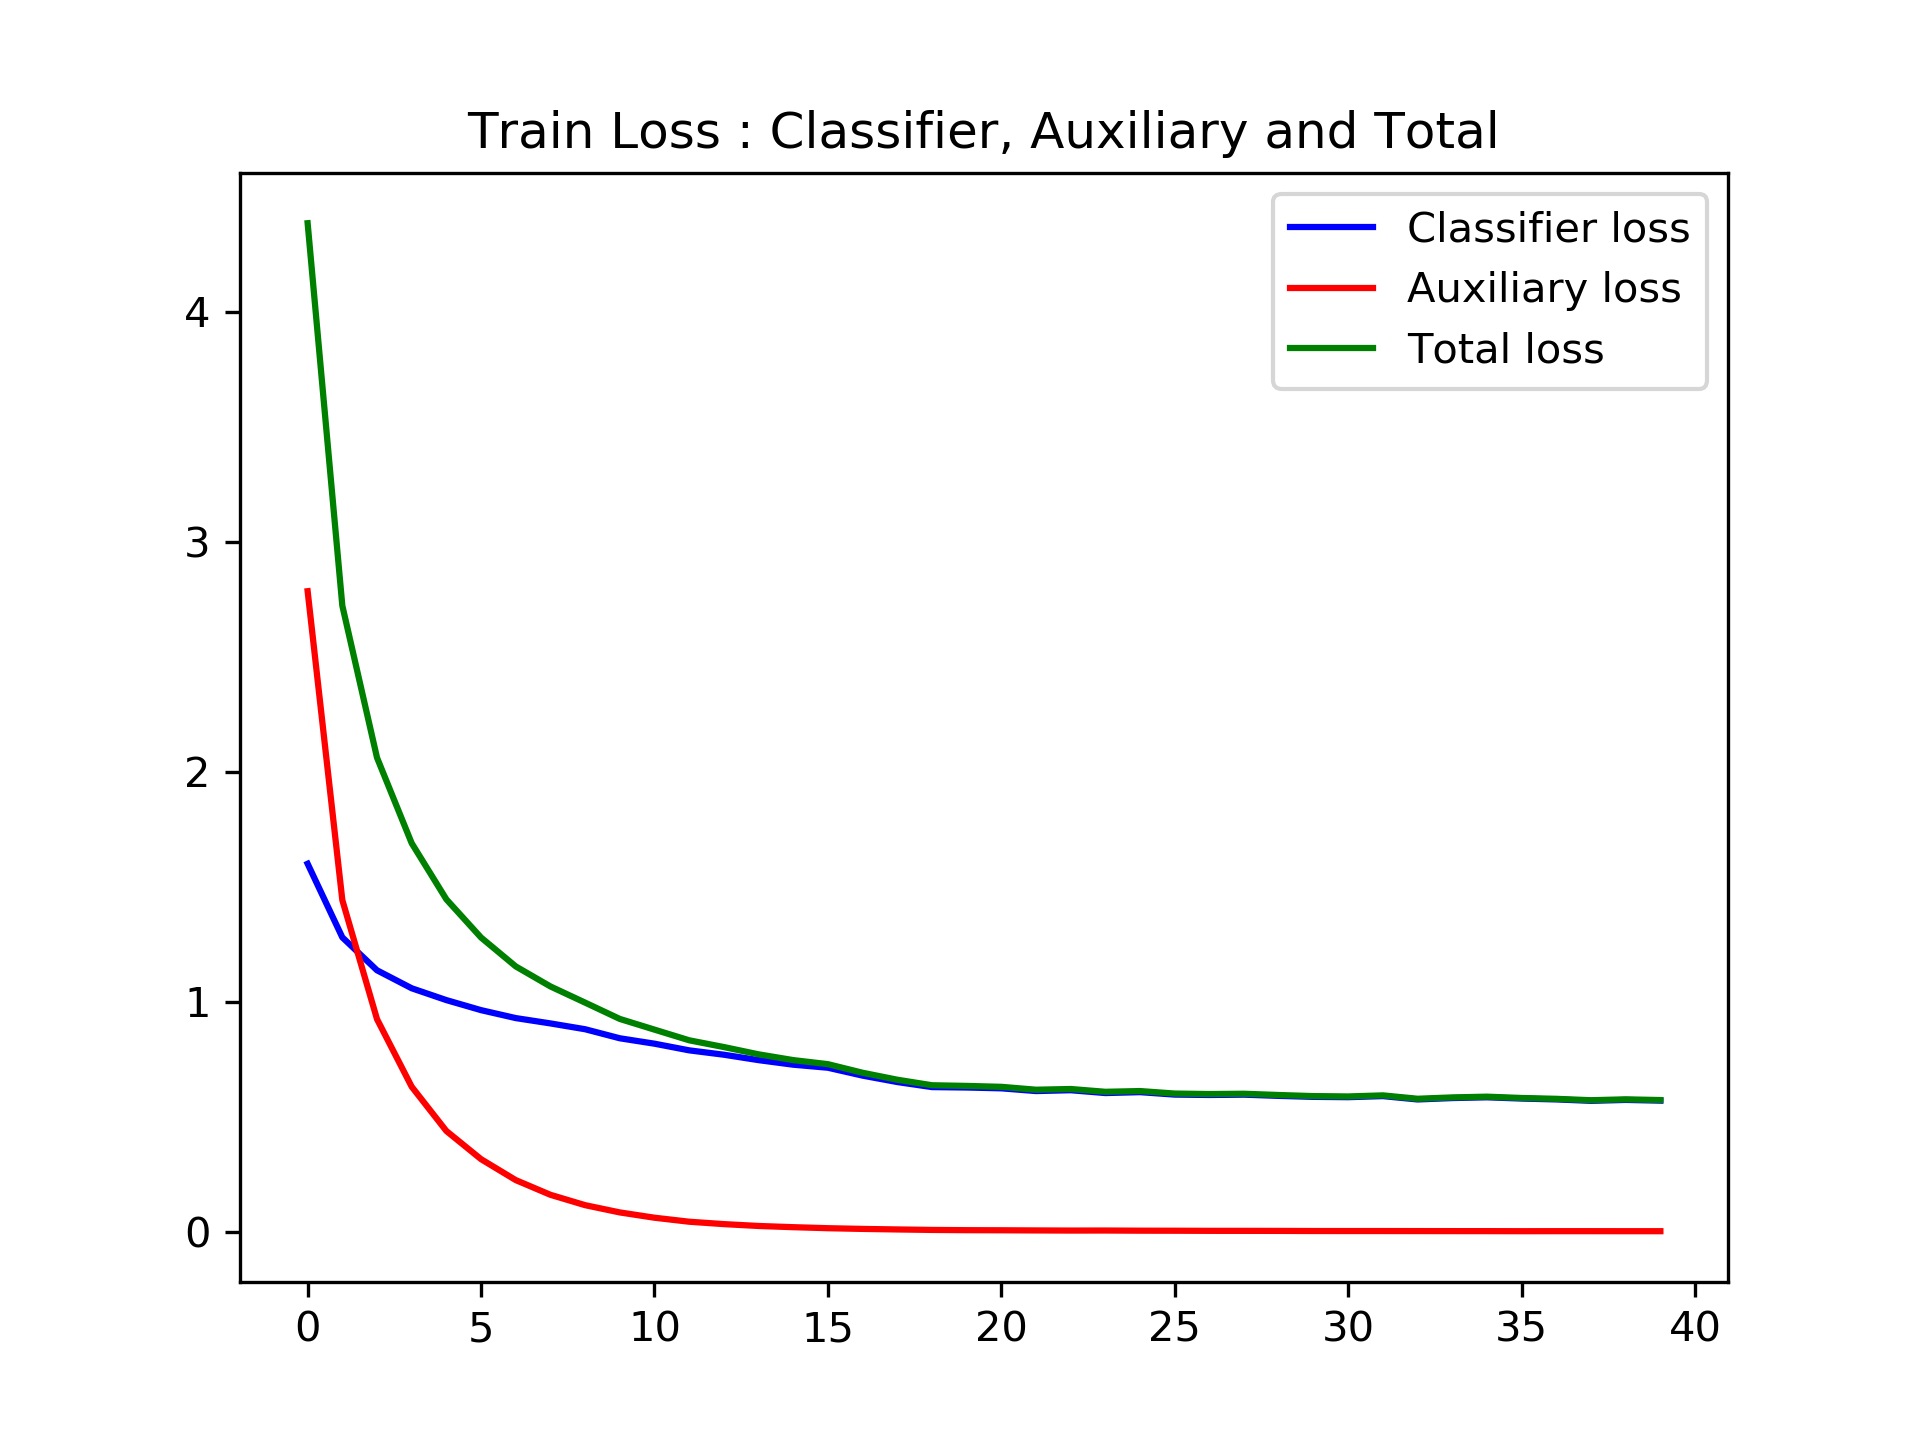 Train Loss : Classifier, Auxiliary and Total
Classifier loss
Auxiliary loss
Total loss
4
3
2
1
0
0 5 10 15 20 25 30 35 40